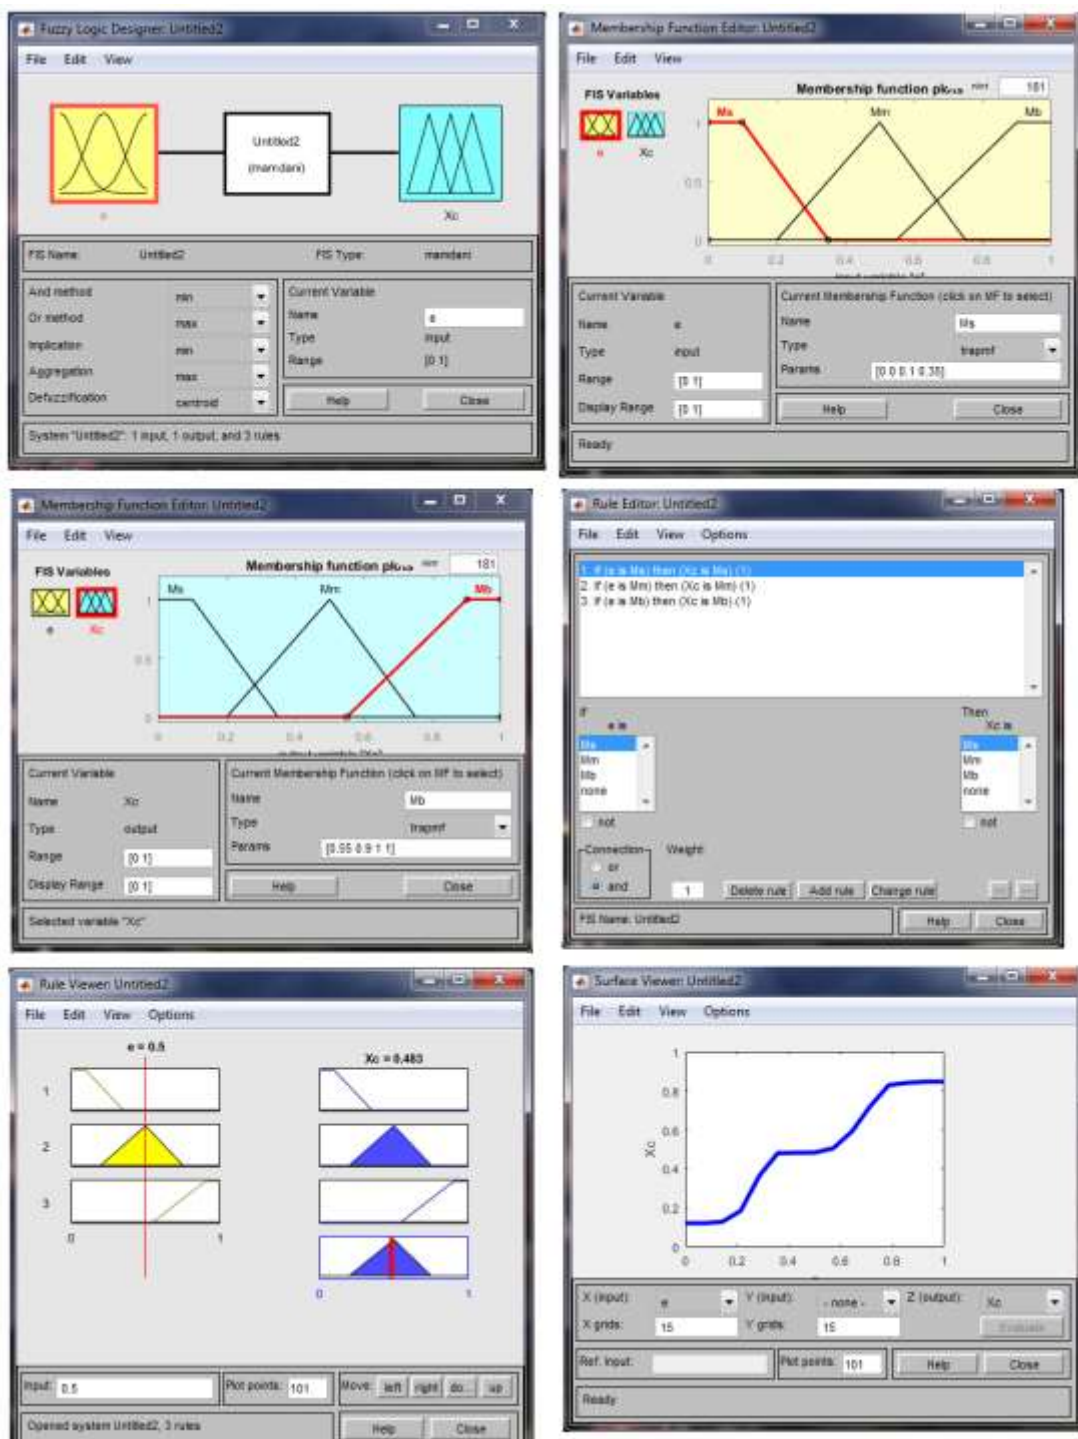 Fuzzy Logic Designer: Untitled2
File Edit View
Untitled2
(mamdani)
e
Xc
FIS Name: Untitled2 FIS Type: mamdani
And method min
Or method max
Implication min
Aggregation max
Defuzzification centroid
Current Variable
Name e
Type input
Range [0 1]
Help Close
System "Untitled2": 1 input, 1 output, and 3 rules
Membership Function Editor: Untitled2
File Edit View
FIS Variables
e Xc
Membership function plots 181
Ms Mm Mb
1
0.5
0
0 0.2 0.4 0.6 0.8 1
Current Variable
Name e
Type input
Range [0 1]
Display Range [0 1]
Current Membership Function (click on MF to select)
Name Ms
Type trapmf
Params [0 0 0.1 0.35]
Help Close
Ready
Membership Function Editor: Untitled2
File Edit View
FIS Variables
e Xc
Membership function plots 181
Ms Mm Mb
1
0.5
0
0 0.2 0.4 0.6 0.8 1
Current Variable
Name Xc
Type output
Range [0 1]
Display Range [0 1]
Current Membership Function (click on MF to select)
Name Mb
Type trapmf
Params [0.55 0.9 1 1]
Help Close
Selected variable "Xc"
Rule Editor: Untitled2
File Edit View Options
1. If (e is Ms) then (Xc is Ms) (1)
2. If (e is Mm) then (Xc is Mm) (1)
3. If (e is Mb) then (Xc is Mb) (1)
If
e is
Ms
Mm
Mb
none
not
Then
Xc is
Ms
Mm
Mb
none
not
Connection
or
and
Weight:
1 Delete rule Add rule Change rule
FIS Name: Untitled2 Help Close
Rule Viewer: Untitled2
File Edit View Options
e = 0.5
Xc = 0.483
1
2
3
0 1
0 1
Input: 0.5 Plot points: 101 Move: left right do... up
Opened system Untitled2, 3 rules Help Close
Surface Viewer: Untitled2
File Edit View Options
1
0.8
0.6
0.4
0.2
0
Xc
0 0.2 0.4 0.6 0.8 1
X (input): e Y (input): - none - Z (output): Xc
X grids: 15 Y grids: 15 Evaluate
Ref. Input: Plot points: 101 Help Close
Ready